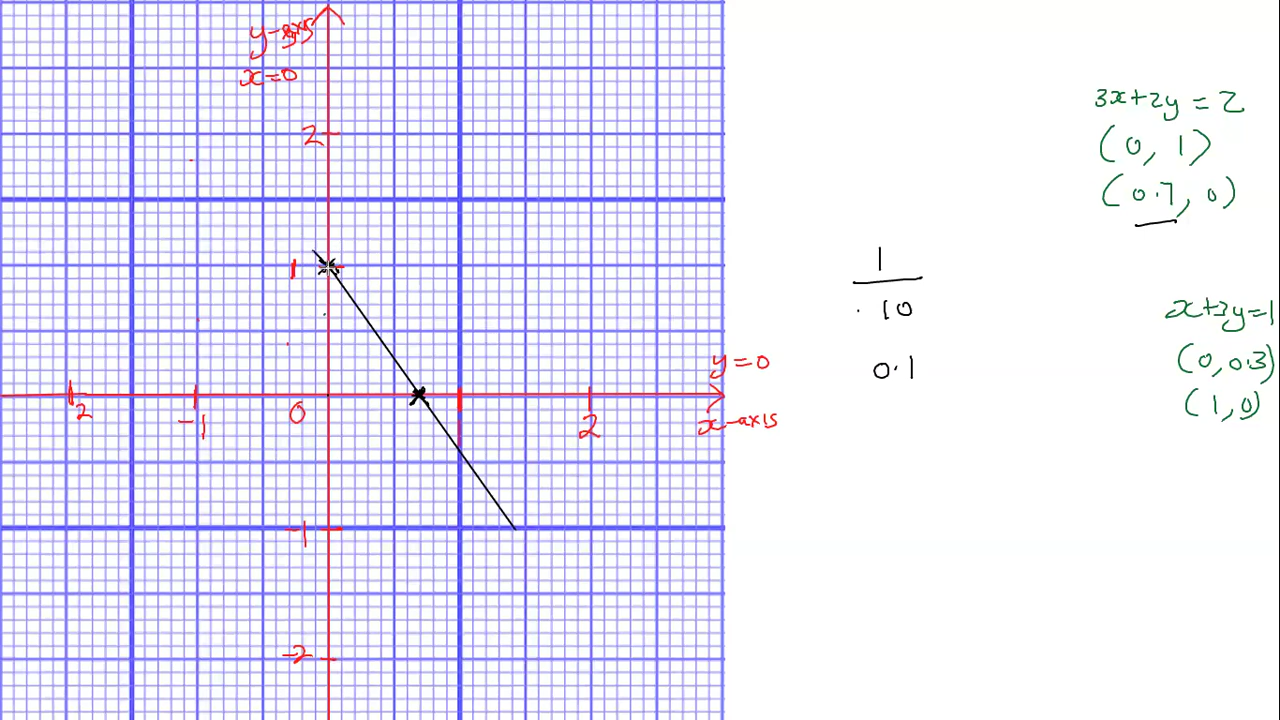 y-axis
x=0
2
1
y=0
x-axis
-2
-1
0
2
-1
-2
1
10
0.1
3x+2y = 2
(0, 1)
(0.7, 0)
x+3y=1
(0, 0.3)
(1, 0)